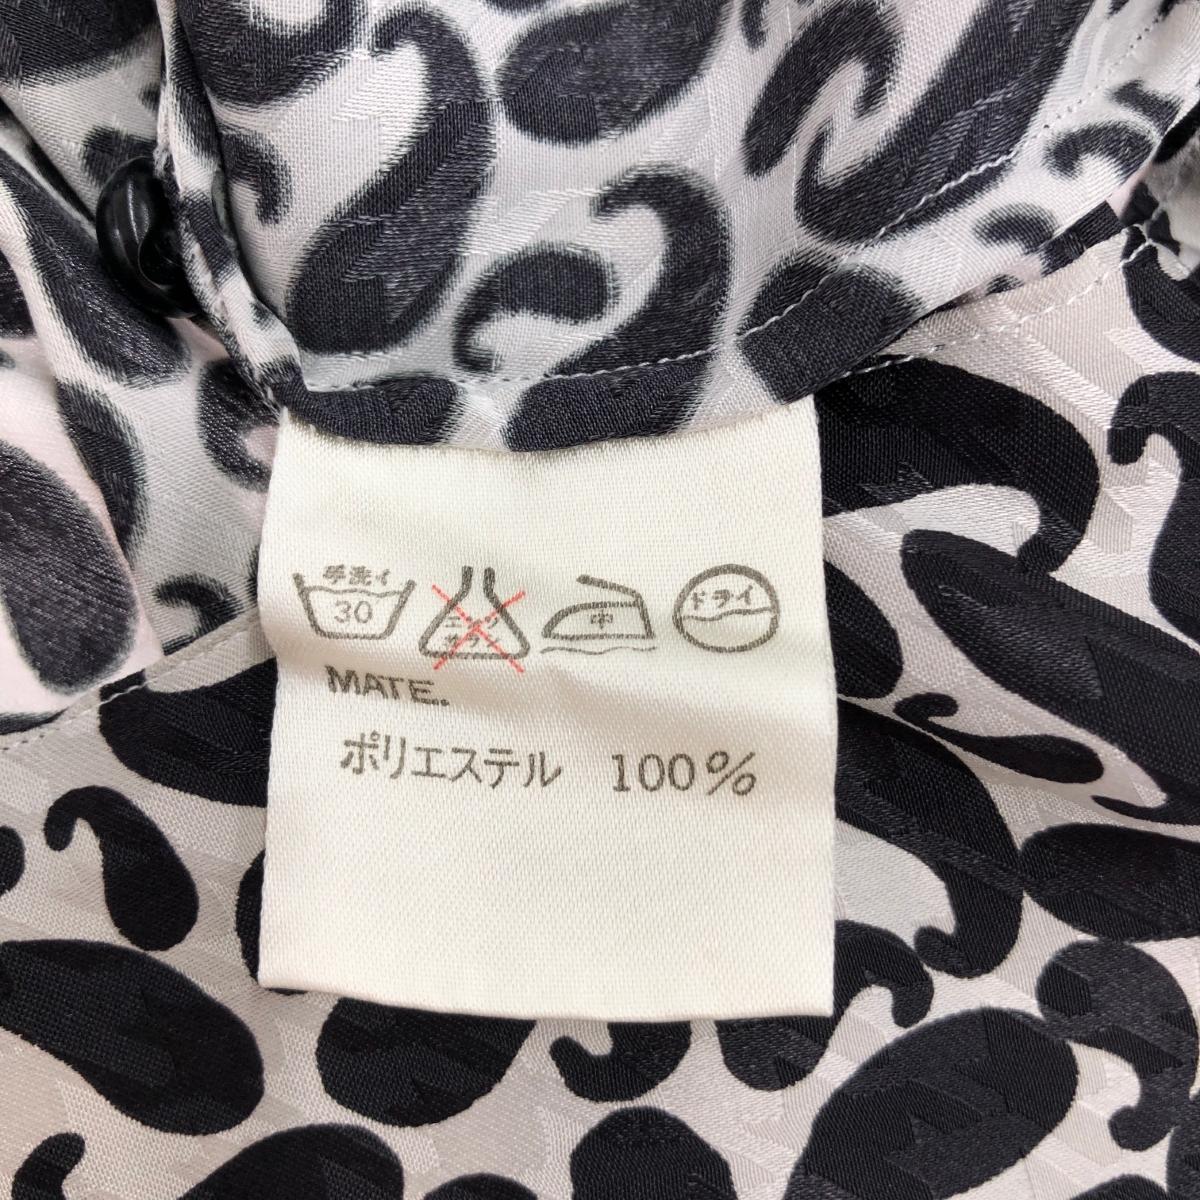 手洗イ
30
エンソ
サラシ
中
ドライ
MATE.
ポリエステル 100%